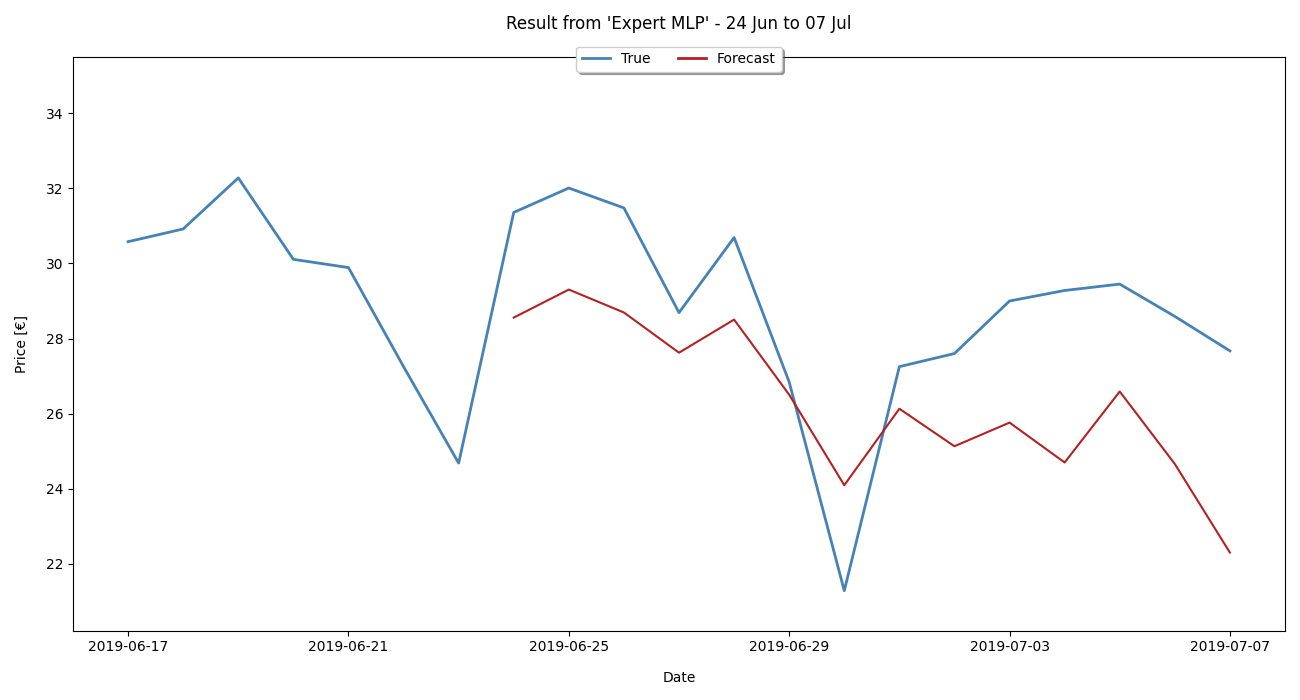 Result from 'Expert MLP' - 24 Jun to 07 Jul
True Forecast
34
32
30
28
26
24
22
Price [€]
2019-06-17 2019-06-21 2019-06-25 2019-06-29 2019-07-03 2019-07-07
Date